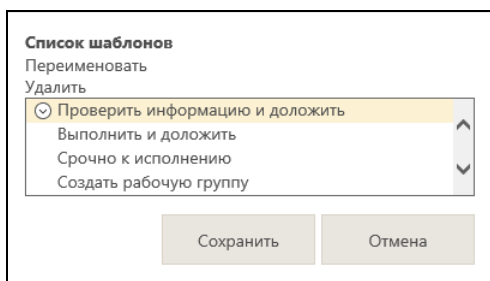 Список шаблонов
Переименовать
Удалить
Проверить информацию и доложить
Выполнить и доложить
Срочно к исполнению
Создать рабочую группу
Сохранить Отмена